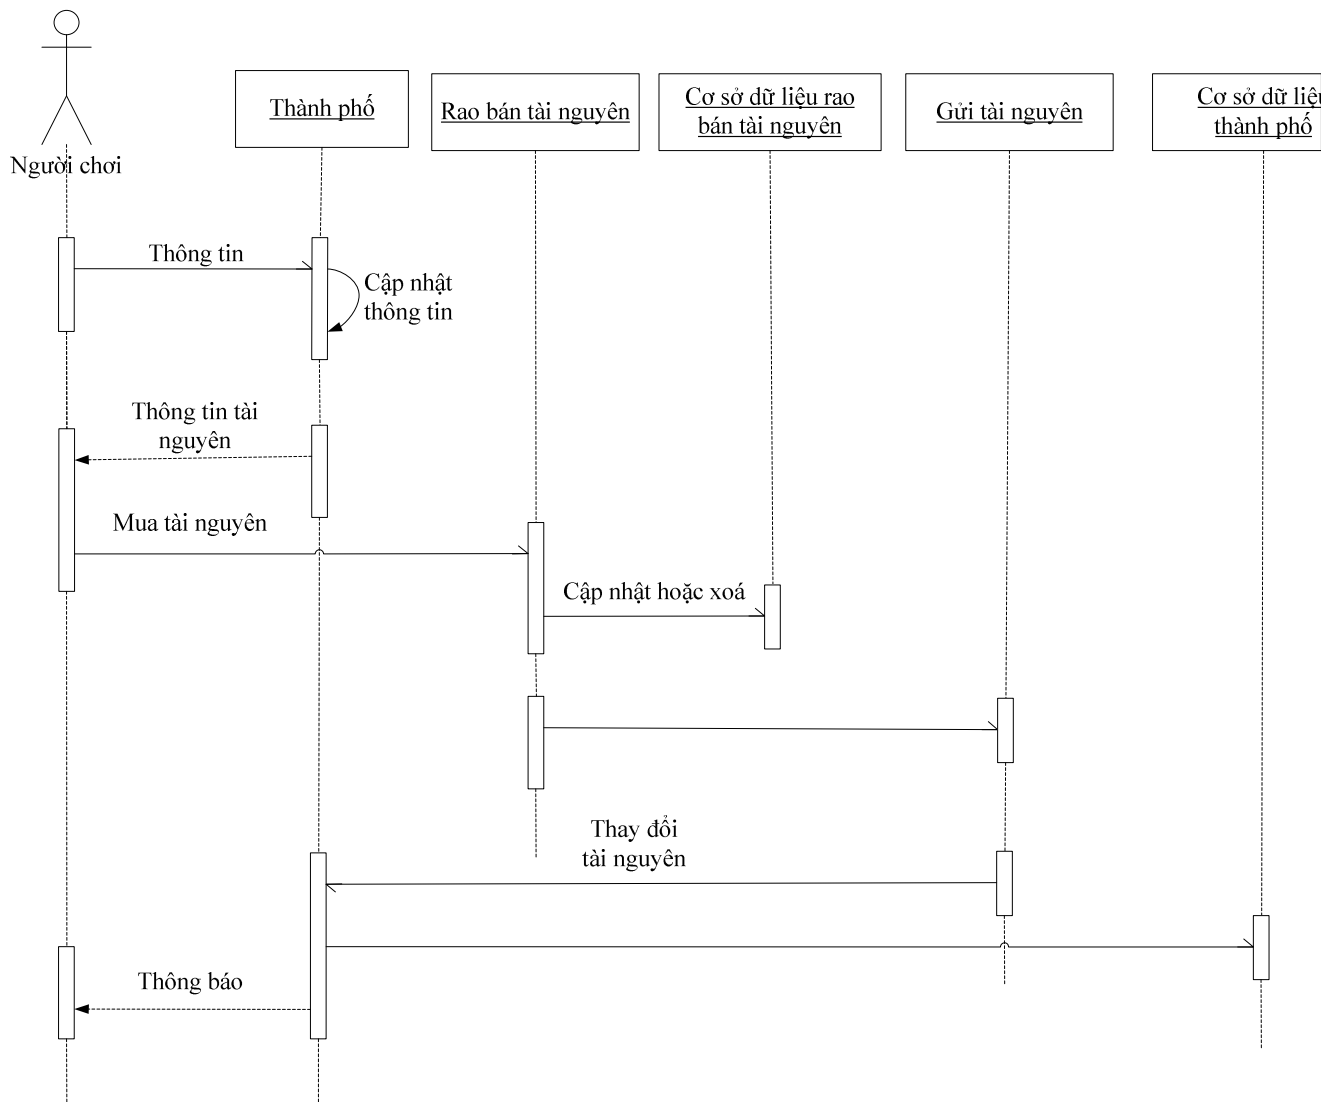 Người chơi
Thành phố
Rao bán tài nguyên
Cơ sở dữ liệu rao
bán tài nguyên
Gửi tài nguyên
Cơ sở dữ liệu
thành phố
Thông tin
Cập nhật
thông tin
Thông tin tài
nguyên
Mua tài nguyên
Cập nhật hoặc xoá
Thay đổi
tài nguyên
Thông báo